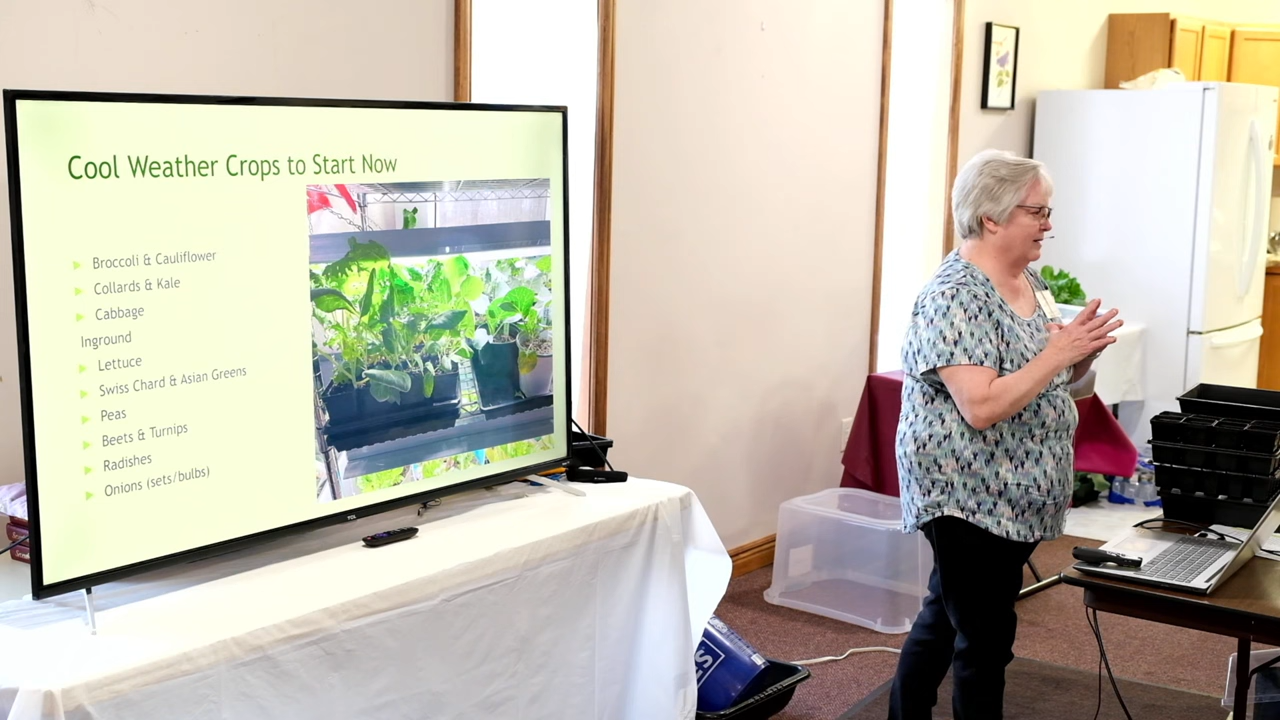 Cool Weather Crops to Start Now
Broccoli & Cauliflower
Collards & Kale
Cabbage
Inground
Lettuce
Swiss Chard & Asian Greens
Peas
Beets & Turnips
Radishes
Onions (sets/bulbs)
TCL